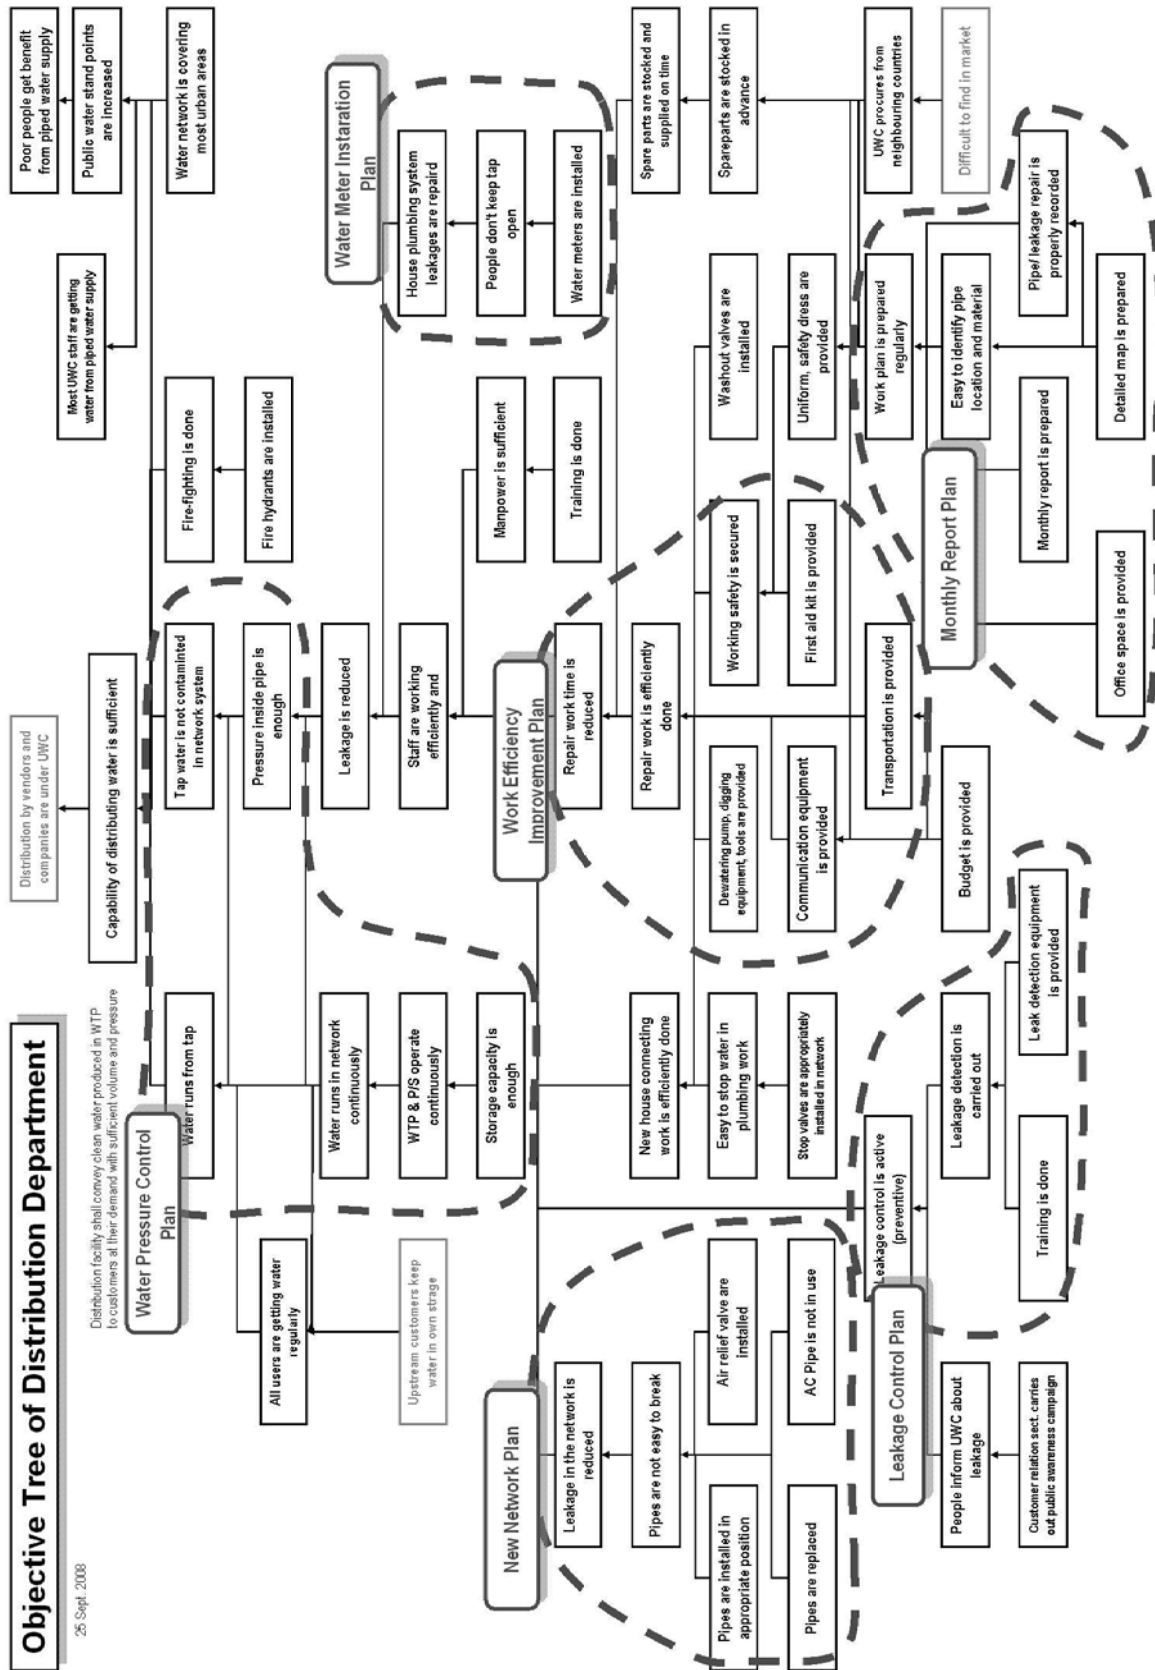 Objective Tree of Distribution Department
25 Sept. 2008
Distribution facility shall convey clean water produced in WTP
to customers at their demand with sufficient volume and pressure
Distribution by vendors and
companies are under UWC
Poor people get benefit
from piped water supply
Most UWC staff are getting
water from piped water supply
Public water stand points
are increased
Capability of distributing water is sufficient
Water Pressure Control
Plan
Water runs from tap
Tap water is not contaminted
in network system
Fire-fighting is done
Water network is covering
most urban areas
All users are getting water
regularly
Pressure inside pipe is
enough
Fire hydrants are installed
Water runs in network
continuously
Leakage is reduced
Water Meter Instaration
Plan
Upstream customers keep
water in own strage
WTP & P/S operate
continuously
Staff are working
efficiently and
House plumbing system
leakages are repaird
Storage capacity is
enough
Manpower is sufficient
People don't keep tap
open
New Network Plan
Work Efficiency
Improvement Plan
Leakage in the network is
reduced
Repair work time is
reduced
Training is done
Water meters are installed
Pipes are not easy to break
New house connecting
work is efficiently done
Repair work is efficiently
done
Spare parts are stocked and
supplied on time
Pipes are installed in
appropriate position
Air relief valve are
installed
Easy to stop water in
plumbing work
Dewatering pump, digging
equipment, tools are provided
Working safety is secured
Washout valves are
installed
Spareparts are stocked in
advance
Pipes are replaced
AC Pipe is not in use
Stop valves are appropriately
installed in network
Communication equipment
is provided
First aid kit is provided
Uniform, safety dress are
provided
Leakage Control Plan
Leakage control is active
(preventive)
Transportation is provided
Work plan is prepared
regularly
UWC procures from
neighbouring countries
People inform UWC about
leakage
Leakage detection is
carried out
Budget is provided
Monthly Report Plan
Easy to identify pipe
location and material
Difficult to find in market
Customer relation sect. carries
out public awareness campaign
Training is done
Leak detection equipment
is provided
Monthly report is prepared
Pipe/ leakage repair is
properly recorded
Office space is provided
Detailed map is prepared